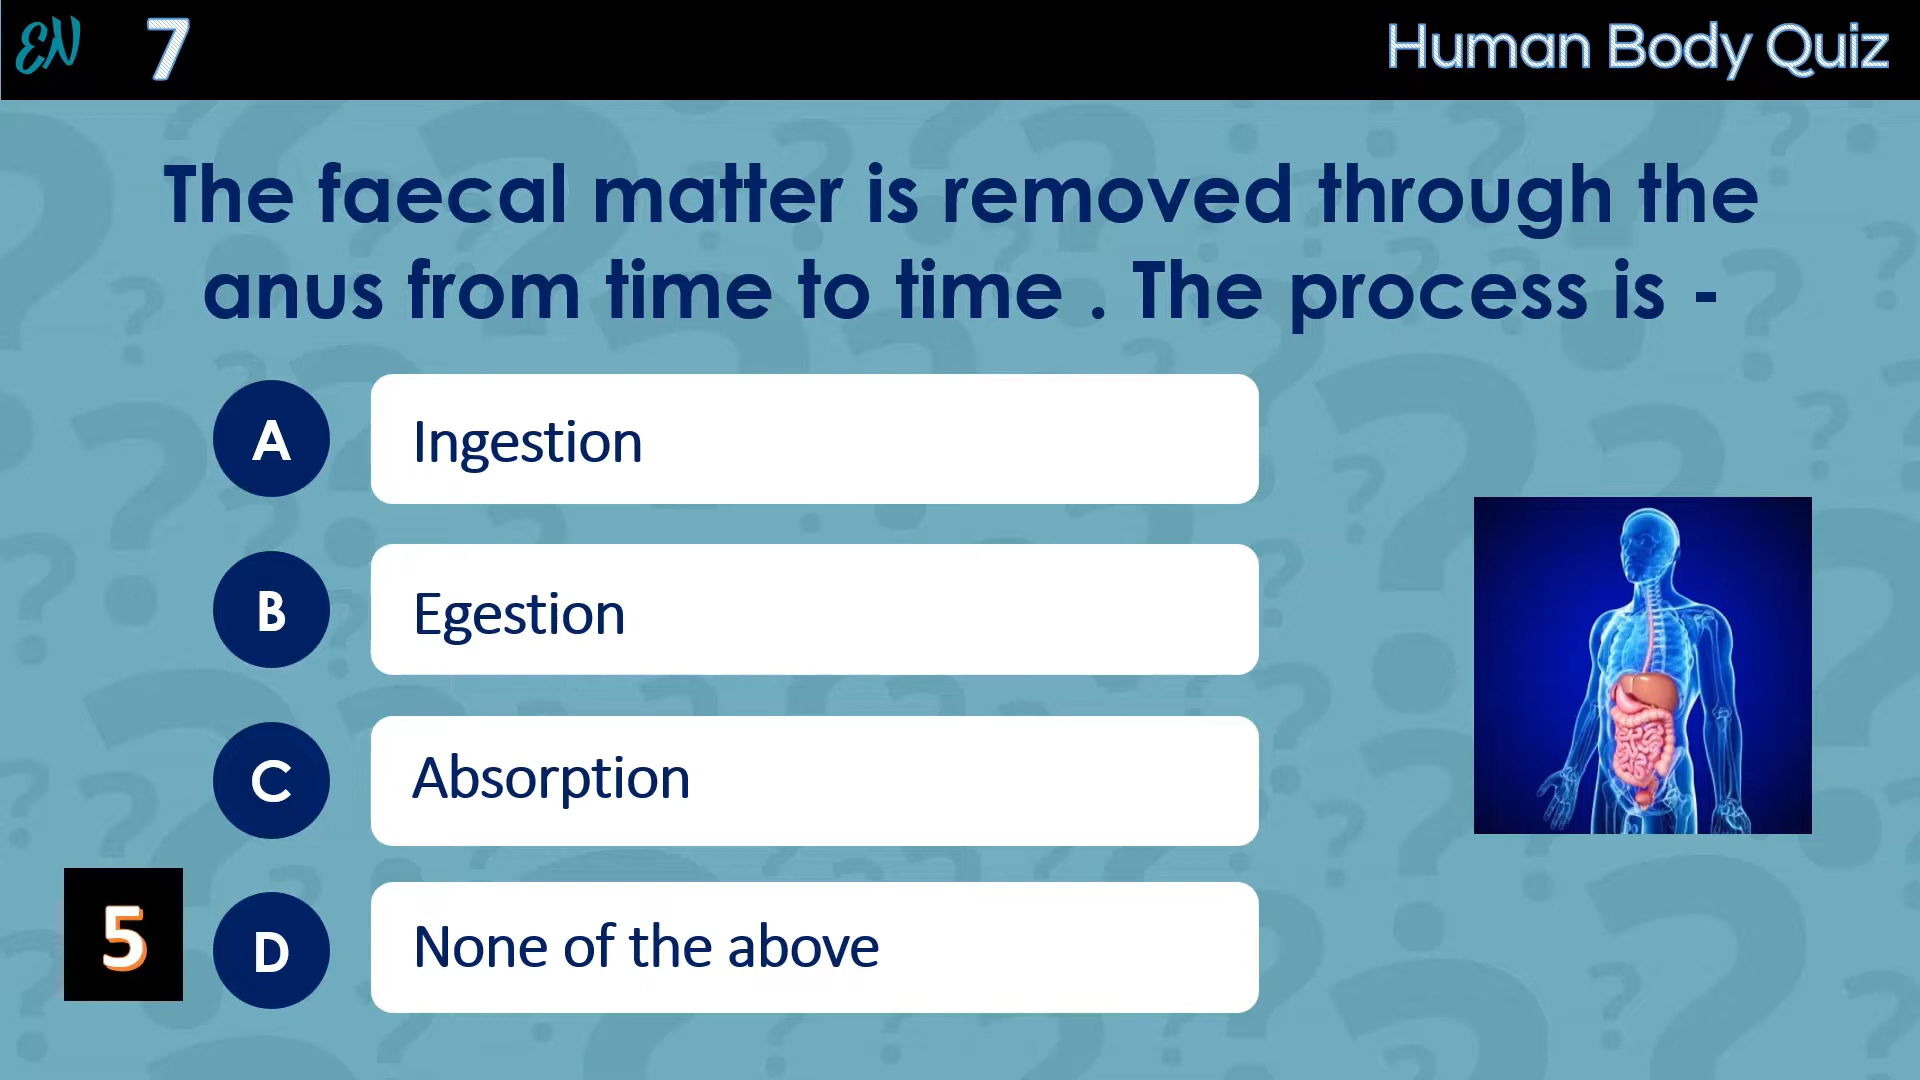 EN
7
Human Body Quiz
The faecal matter is removed through the
anus from time to time . The process is -
A
Ingestion
B
Egestion
C
Absorption
5
D
None of the above